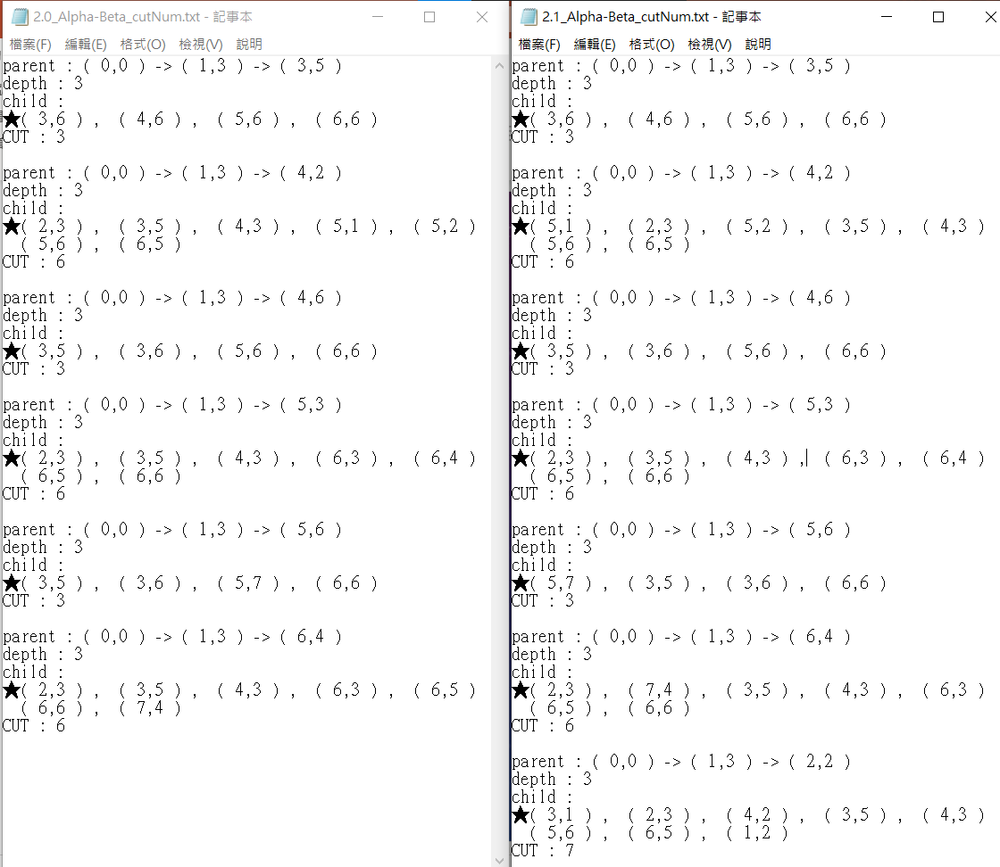 2.0_Alpha-Beta_cutNum.txt - 記事本
檔案(F) 編輯(E) 格式(O) 檢視(V) 說明
parent : ( 0,0 ) -> ( 1,3 ) -> ( 3,5 )
depth : 3
child :
★( 3,6 ) , ( 4,6 ) , ( 5,6 ) , ( 6,6 )
CUT : 3
parent : ( 0,0 ) -> ( 1,3 ) -> ( 4,2 )
depth : 3
child :
★( 2,3 ) , ( 3,5 ) , ( 4,3 ) , ( 5,1 ) , ( 5,2 )
( 5,6 ) , ( 6,5 )
CUT : 6
parent : ( 0,0 ) -> ( 1,3 ) -> ( 4,6 )
depth : 3
child :
★( 3,5 ) , ( 3,6 ) , ( 5,6 ) , ( 6,6 )
CUT : 3
parent : ( 0,0 ) -> ( 1,3 ) -> ( 5,3 )
depth : 3
child :
★( 2,3 ) , ( 3,5 ) , ( 4,3 ) , ( 6,3 ) , ( 6,4 )
( 6,5 ) , ( 6,6 )
CUT : 6
parent : ( 0,0 ) -> ( 1,3 ) -> ( 5,6 )
depth : 3
child :
★( 3,5 ) , ( 3,6 ) , ( 5,7 ) , ( 6,6 )
CUT : 3
parent : ( 0,0 ) -> ( 1,3 ) -> ( 6,4 )
depth : 3
child :
★( 2,3 ) , ( 3,5 ) , ( 4,3 ) , ( 6,3 ) , ( 6,5 )
( 6,6 ) , ( 7,4 )
CUT : 6
2.1_Alpha-Beta_cutNum.txt - 記事本
檔案(F) 編輯(E) 格式(O) 檢視(V) 說明
parent : ( 0,0 ) -> ( 1,3 ) -> ( 3,5 )
depth : 3
child :
★( 3,6 ) , ( 4,6 ) , ( 5,6 ) , ( 6,6 )
CUT : 3
parent : ( 0,0 ) -> ( 1,3 ) -> ( 4,2 )
depth : 3
child :
★( 5,1 ) , ( 2,3 ) , ( 5,2 ) , ( 3,5 ) , ( 4,3 )
( 5,6 ) , ( 6,5 )
CUT : 6
parent : ( 0,0 ) -> ( 1,3 ) -> ( 4,6 )
depth : 3
child :
★( 3,5 ) , ( 3,6 ) , ( 5,6 ) , ( 6,6 )
CUT : 3
parent : ( 0,0 ) -> ( 1,3 ) -> ( 5,3 )
depth : 3
child :
★( 2,3 ) , ( 3,5 ) , ( 4,3 ) , ( 6,3 ) , ( 6,4 )
( 6,5 ) , ( 6,6 )
CUT : 6
parent : ( 0,0 ) -> ( 1,3 ) -> ( 5,6 )
depth : 3
child :
★( 5,7 ) , ( 3,5 ) , ( 3,6 ) , ( 6,6 )
CUT : 3
parent : ( 0,0 ) -> ( 1,3 ) -> ( 6,4 )
depth : 3
child :
★( 2,3 ) , ( 7,4 ) , ( 3,5 ) , ( 4,3 ) , ( 6,3 )
( 6,5 ) , ( 6,6 )
CUT : 6
parent : ( 0,0 ) -> ( 1,3 ) -> ( 2,2 )
depth : 3
child :
★( 3,1 ) , ( 2,3 ) , ( 4,2 ) , ( 3,5 ) , ( 4,3 )
( 5,6 ) , ( 6,5 ) , ( 1,2 )
CUT : 7